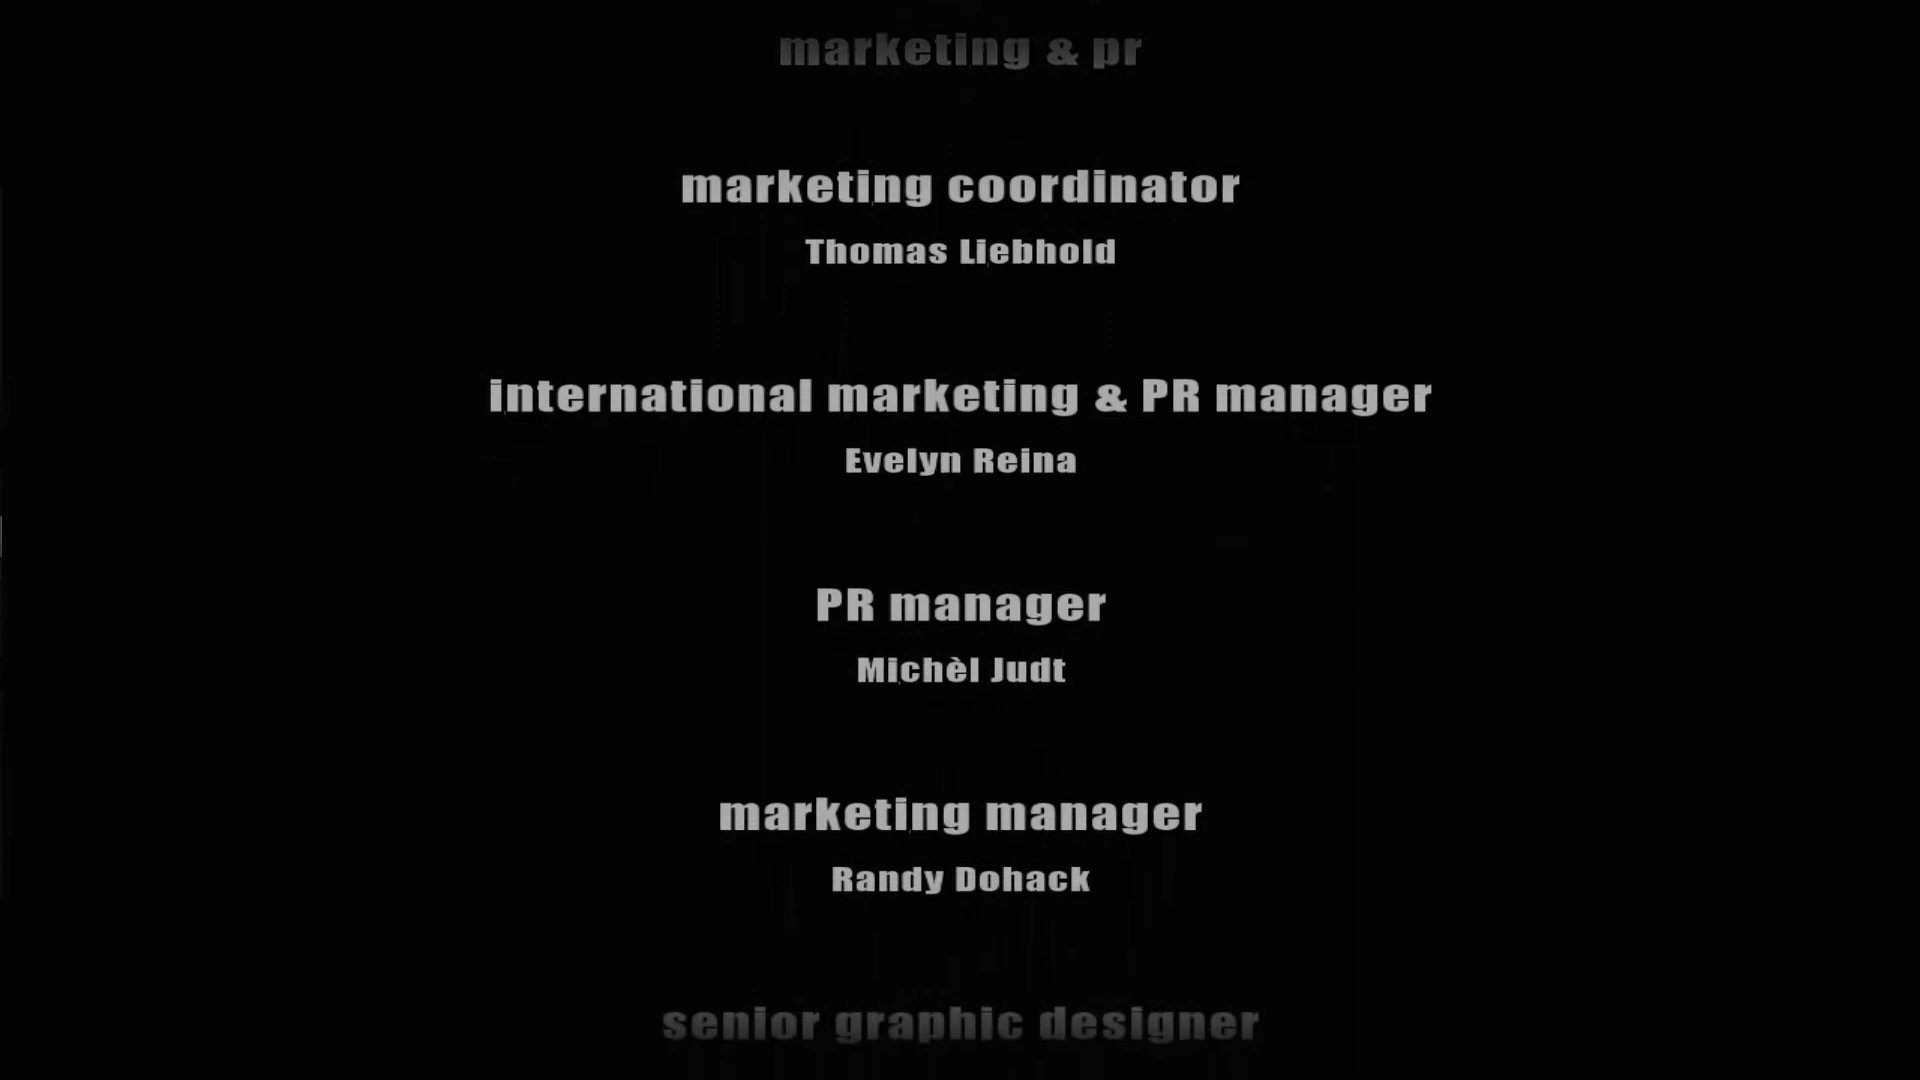 marketing & pr
marketing coordinator
Thomas Liebhold
international marketing & PR manager
Evelyn Reina
PR manager
Michèl Judt
marketing manager
Randy Dohack
senior graphic designer